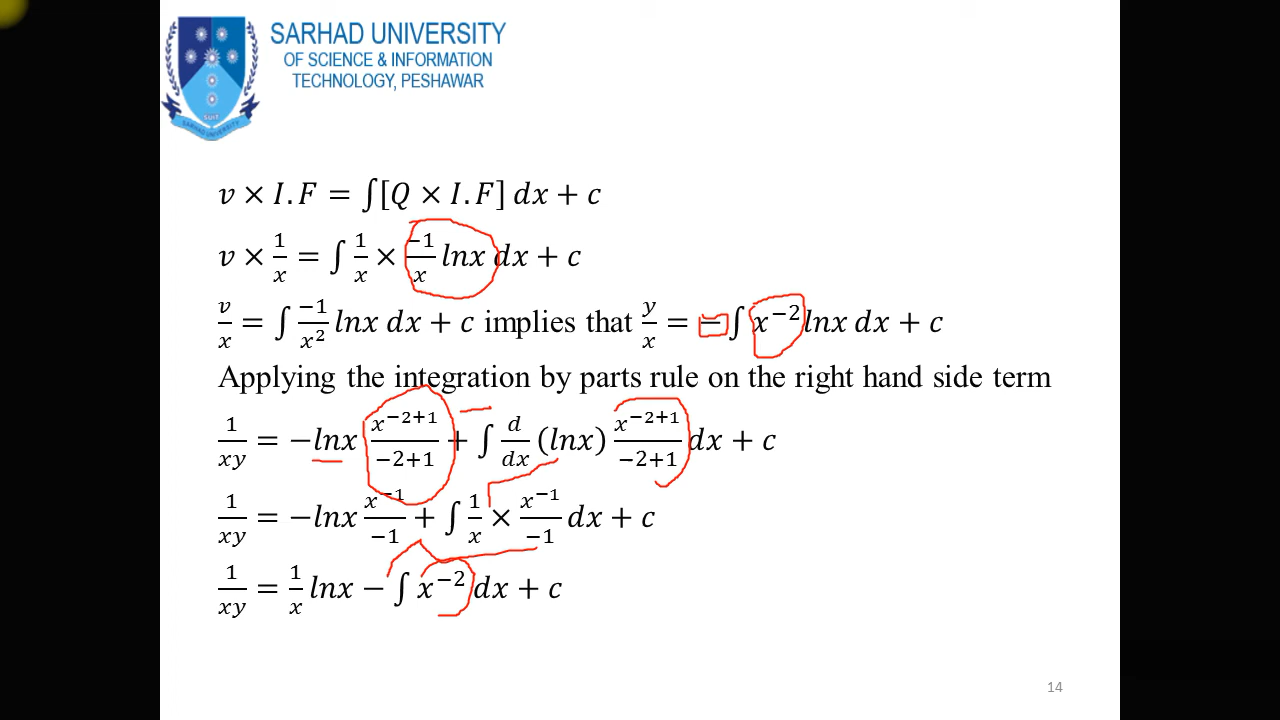 SARHAD UNIVERSITY
OF SCIENCE & INFORMATION
TECHNOLOGY, PESHAWAR
SUIT
SARHAD UNIVERSITY
v × I.F = ∫[Q × I.F] dx + c
v × 1/x = ∫ 1/x × -1/x lnx dx + c
v/x = ∫ -1/x² lnx dx + c implies that y/x = − ∫ x⁻² lnx dx + c
Applying the integration by parts rule on the right hand side term
1/xy = −lnx x⁻²⁺¹/-2+1 + ∫ d/dx (lnx) x⁻²⁺¹/-2+1 dx + c
1/xy = −lnx x⁻¹/-1 + ∫ 1/x × x⁻¹/-1 dx + c
1/xy = 1/x lnx − ∫ x⁻² dx + c
14